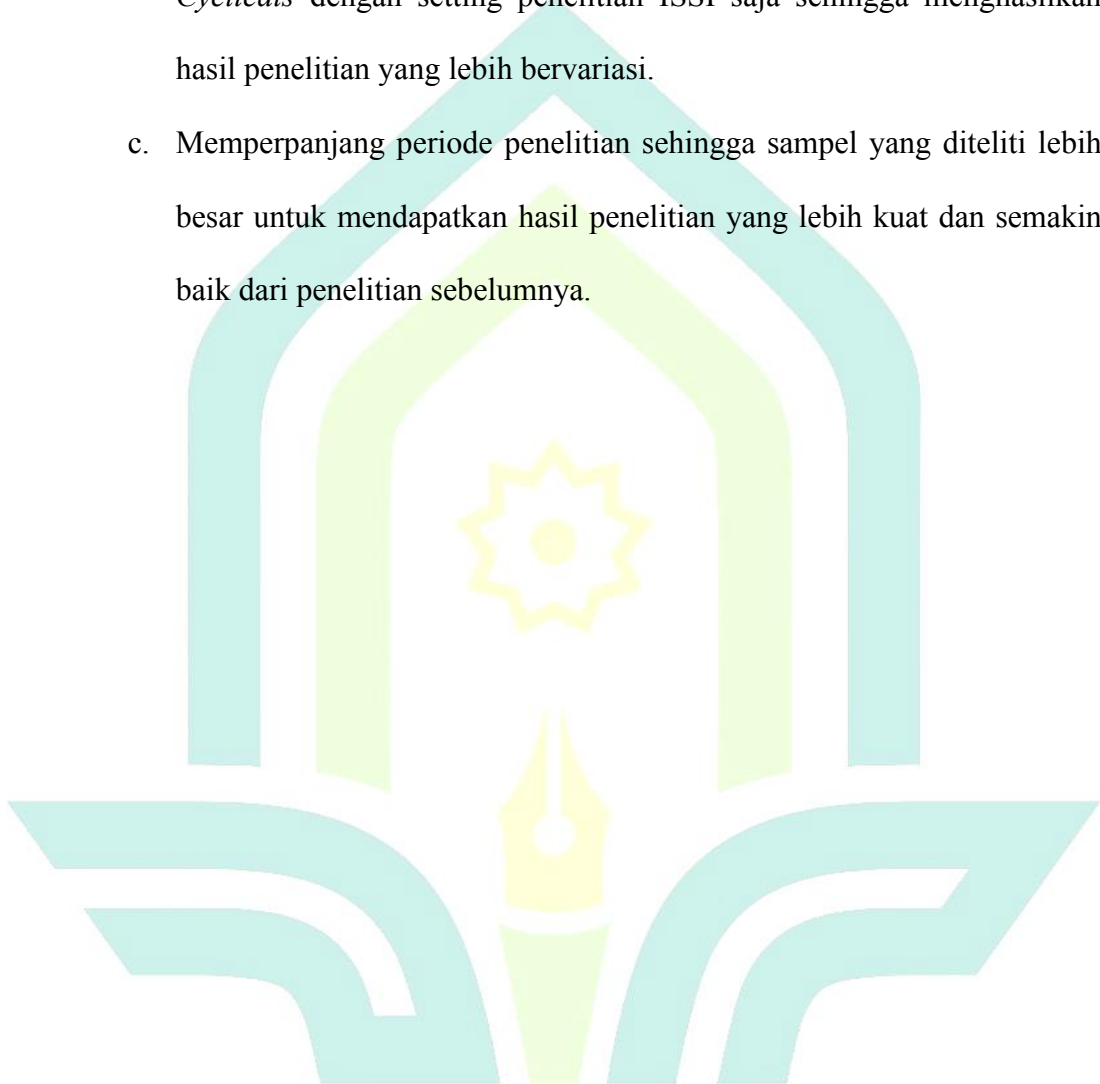 Cyclicals dengan setting penelitian ISSI saja sehingga menghasilkan
hasil penelitian yang lebih bervariasi.
c. Memperpanjang periode penelitian sehingga sampel yang diteliti lebih
besar untuk mendapatkan hasil penelitian yang lebih kuat dan semakin
baik dari penelitian sebelumnya.